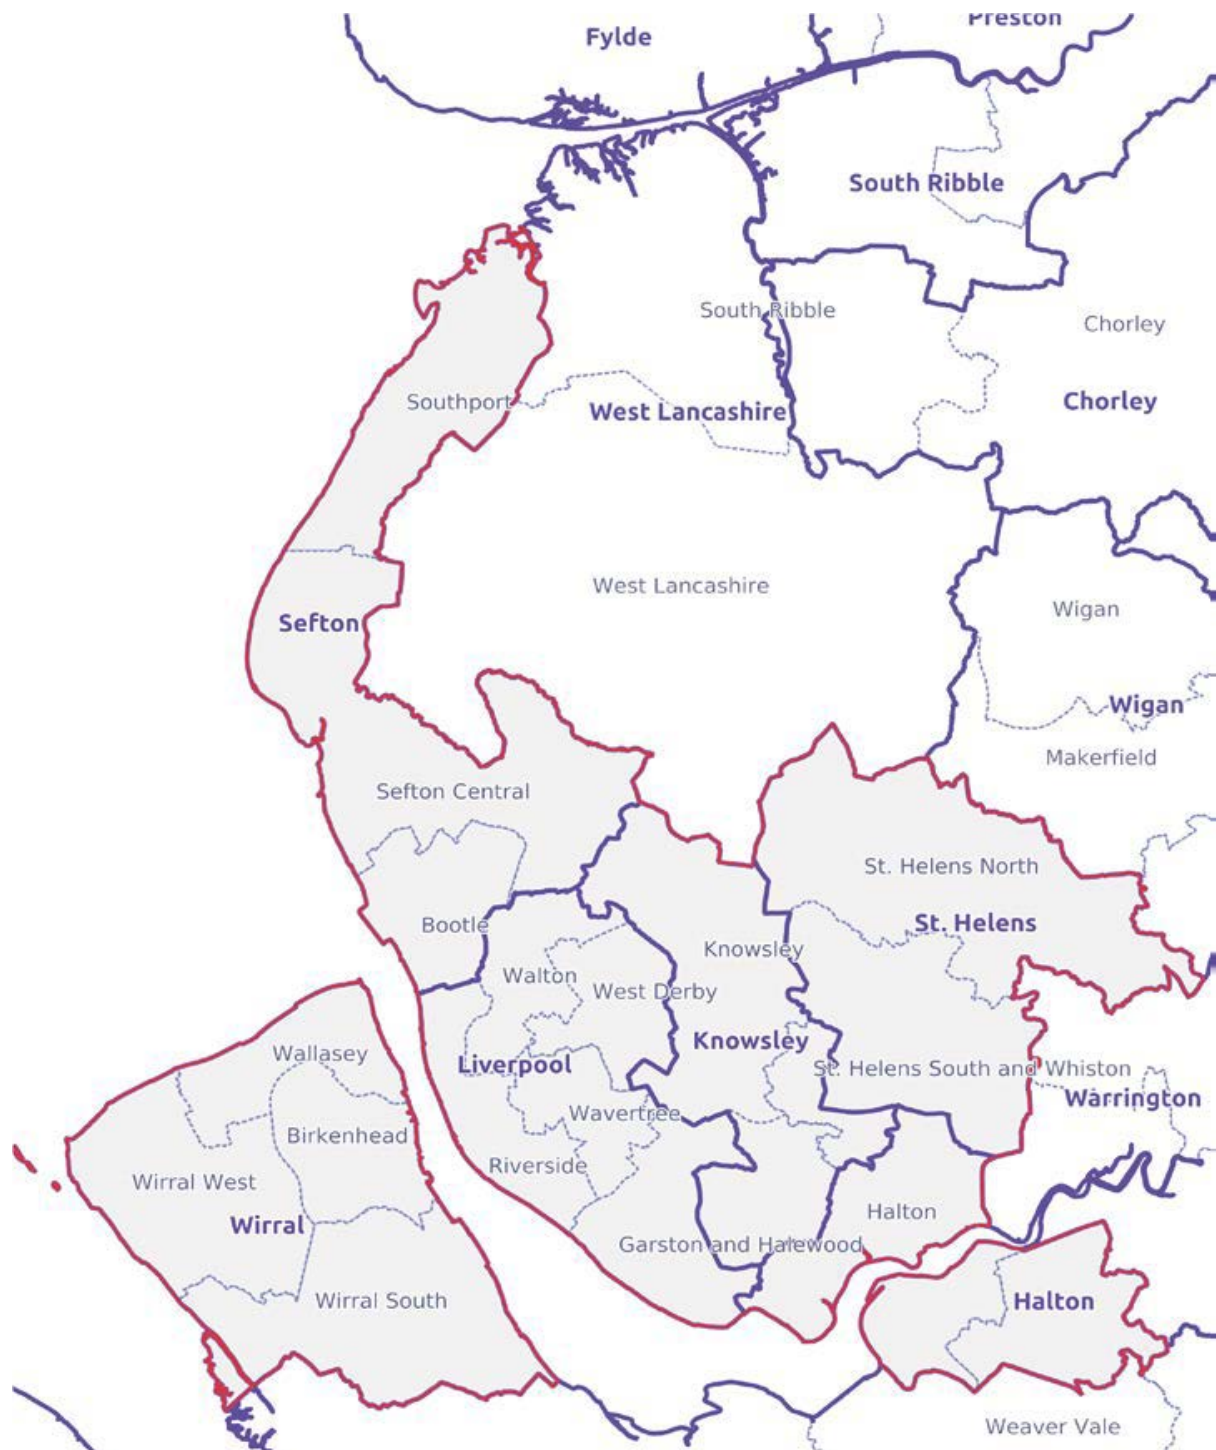 Preston
Fylde
South Ribble
South Ribble
Chorley
Southport
West Lancashire
Chorley
West Lancashire
Wigan
Sefton
Wigan
Makerfield
Sefton Central
St. Helens North
Bootle
St. Helens
Knowsley
Walton
West Derby
Knowsley
Wallasey
Liverpool
St. Helens South and Whiston
Warrington
Wavertree
Birkenhead
Riverside
Wirral West
Halton
Wirral
Garston and Halewood
Wirral South
Halton
Weaver Vale